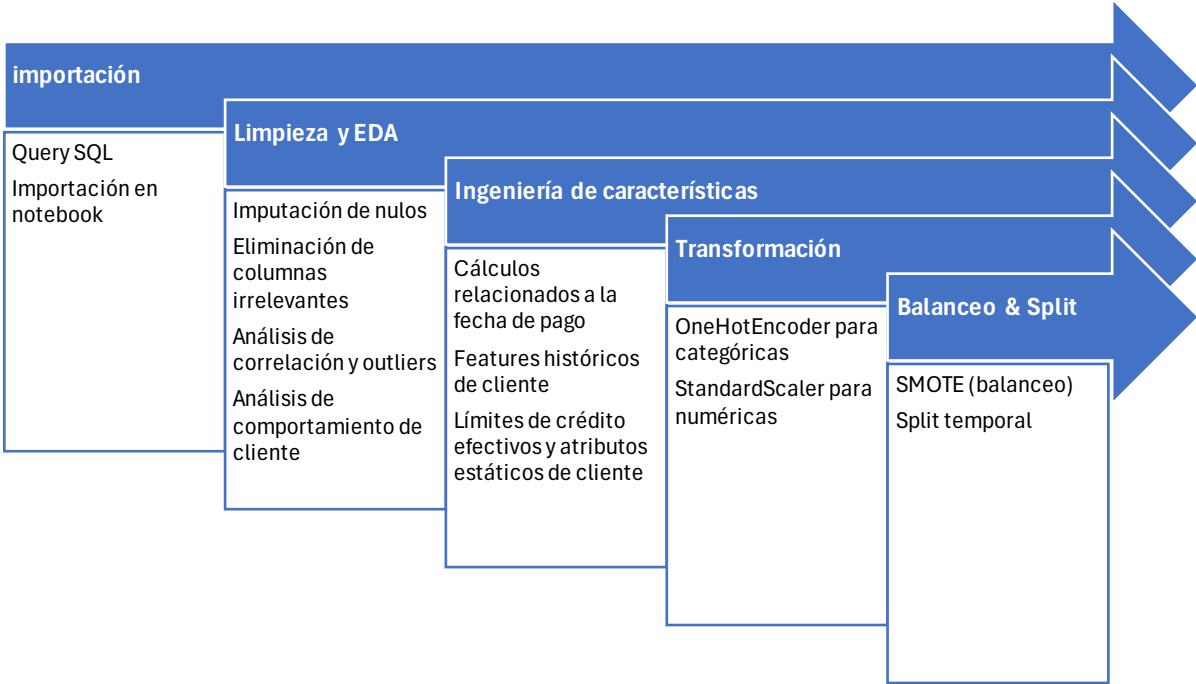 importación
Query SQL
Importación en
notebook
Limpieza y EDA
Imputación de nulos
Eliminación de
columnas
irrelevantes
Análisis de
correlación y outliers
Análisis de
comportamiento de
cliente
Ingeniería de características
Cálculos
relacionados a la
fecha de pago
Features históricos
de cliente
Límites de crédito
efectivos y atributos
estáticos de cliente
Transformación
OneHotEncoder para
categóricas
StandardScaler para
numéricas
Balanceo & Split
SMOTE (balanceo)
Split temporal